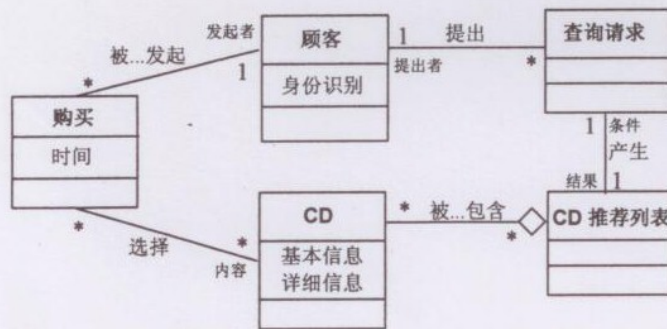 发起者
顾客
1
提出
查询请求
被...发起
1
提出者
*
*
身份识别
购买
时间
1
条件
产生
结果
1
*
选择
*
内容
CD
基本信息
详细信息
*
被...包含
*
CD 推荐列表